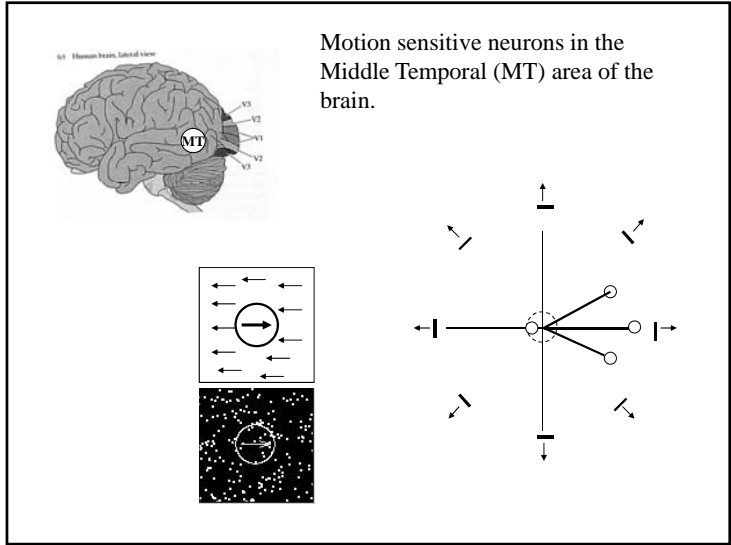 Motion sensitive neurons in the
Middle Temporal (MT) area of the
brain.
Human brain, lateral view
V3
V2
V1
V2
V3
MT